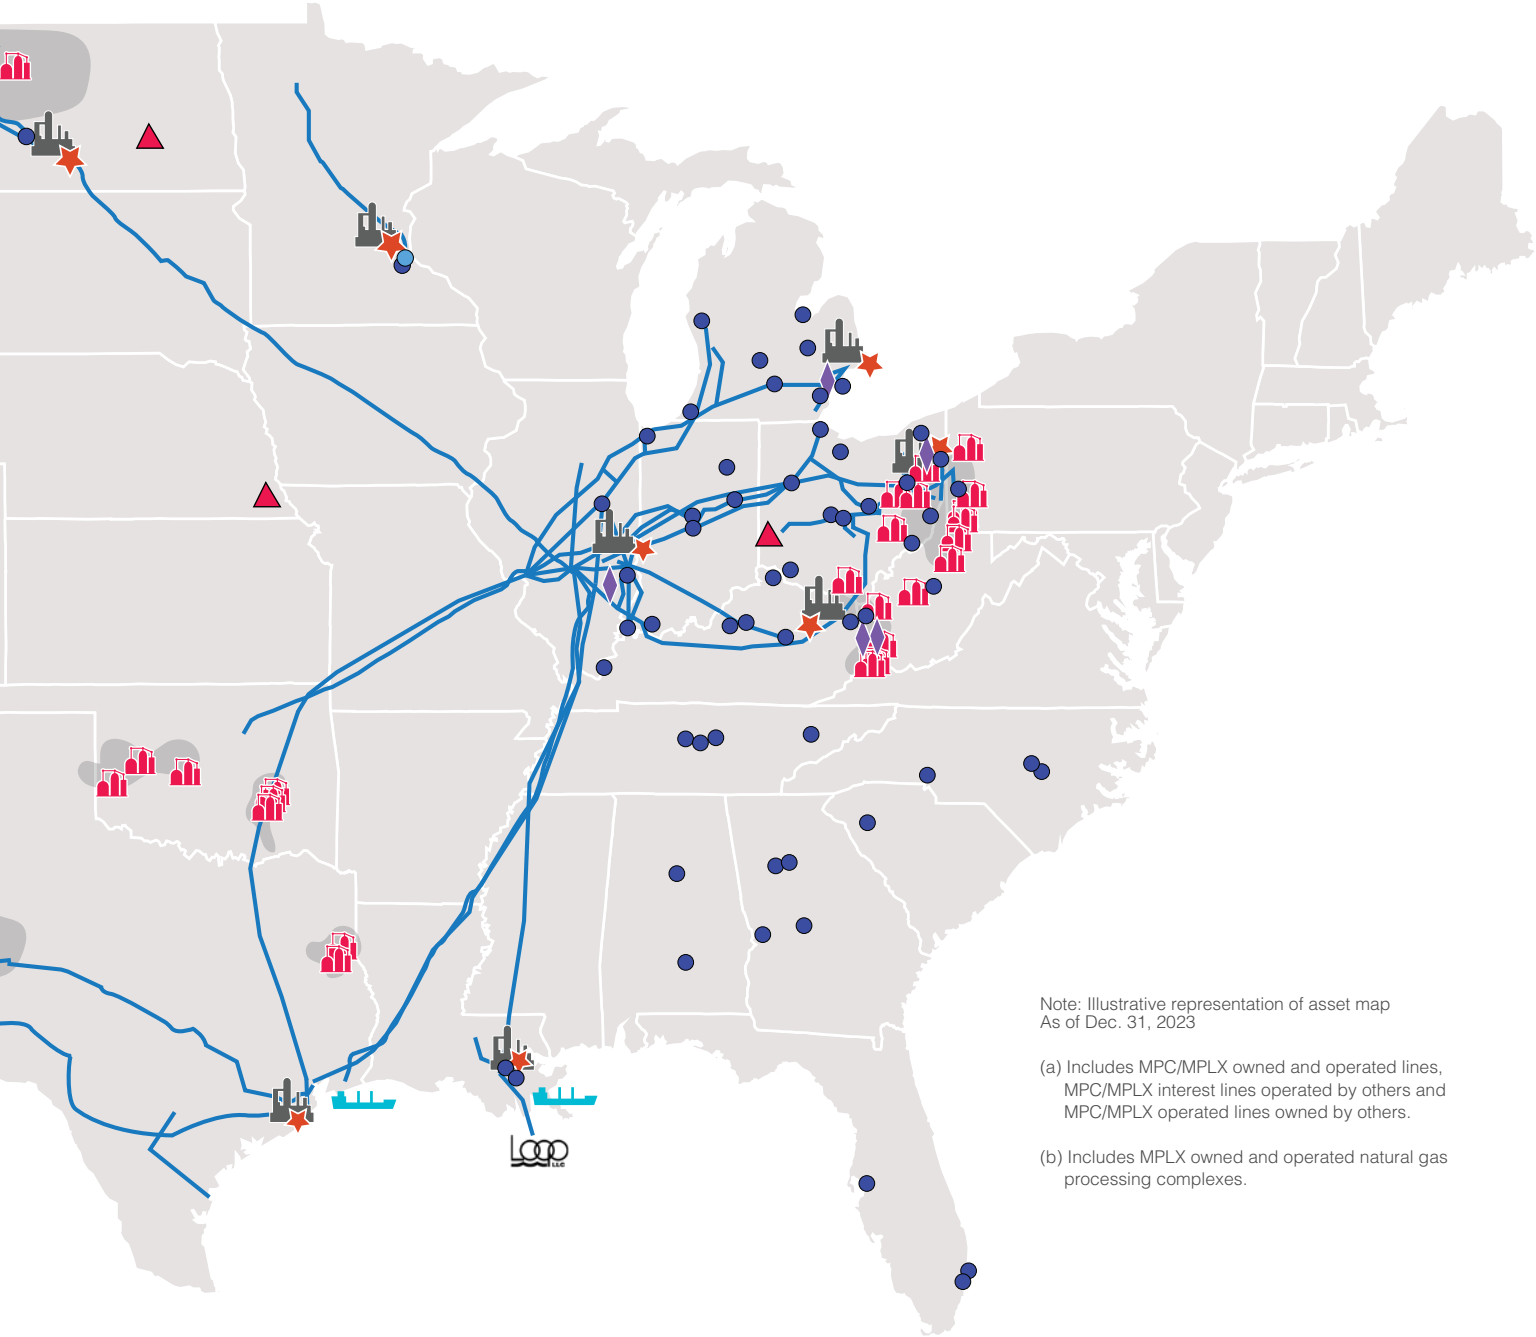 Note: Illustrative representation of asset map
As of Dec. 31, 2023
(a) Includes MPC/MPLX owned and operated lines,
MPC/MPLX interest lines operated by others and
MPC/MPLX operated lines owned by others.
(b) Includes MPLX owned and operated natural gas
processing complexes.
LOOP
LLC